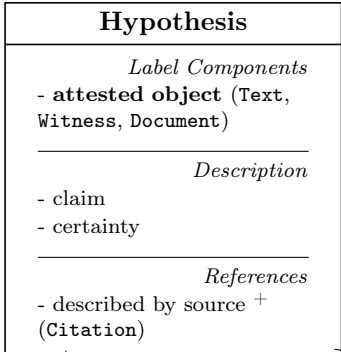 Hypothesis
Label Components
- attested object (Text,
Witness, Document)
Description
- claim
- certainty
References
- described by source +
(Citation)